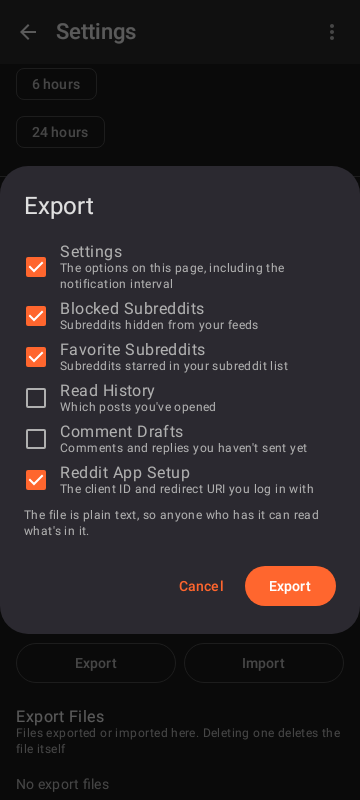 Settings
6 hours
24 hours
Export
Settings
The options on this page, including the
notification interval
Blocked Subreddits
Subreddits hidden from your feeds
Favorite Subreddits
Subreddits starred in your subreddit list
Read History
Which posts you've opened
Comment Drafts
Comments and replies you haven't sent yet
Reddit App Setup
The client ID and redirect URI you log in with
The file is plain text, so anyone who has it can read
what's in it.
Cancel
Export
Export
Import
Export Files
Files exported or imported here. Deleting one deletes the
file itself
No export files